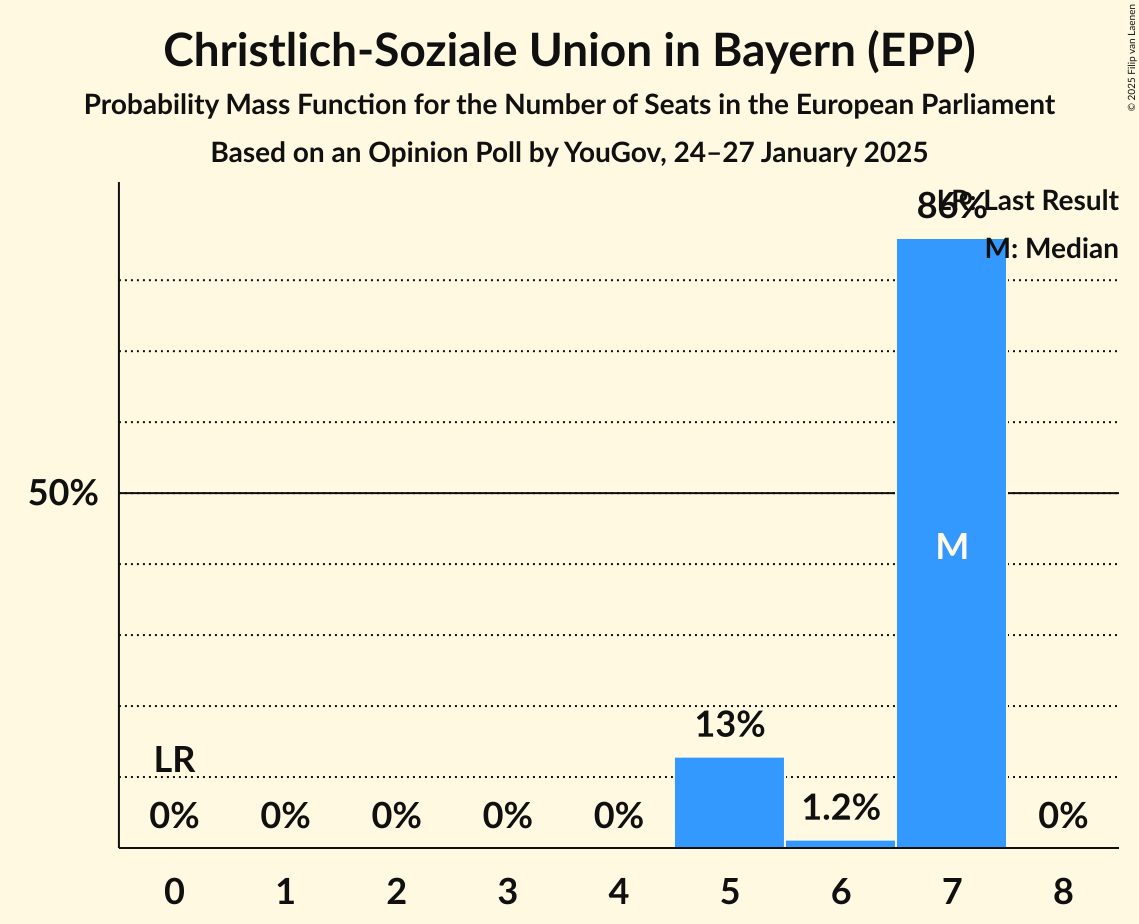 Christlich-Soziale Union in Bayern (EPP)
Probability Mass Function for the Number of Seats in the European Parliament
Based on an Opinion Poll by YouGov, 24–27 January 2025
© 2025 Filip van Laenen
LR: Last Result
M: Median
86%
50%
M
13%
LR
1.2%
0% 0% 0% 0% 0% 0%
0 1 2 3 4 5 6 7 8